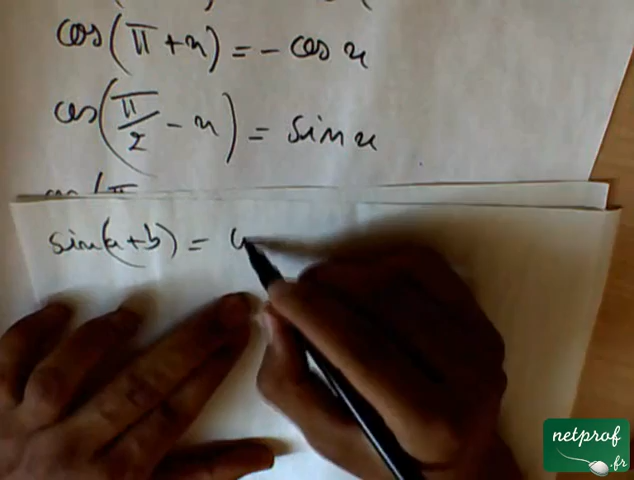 cos(π+x) = - cos x
cos(π/2 - x) = sin x
sin(a+b) =
netprof
.fr